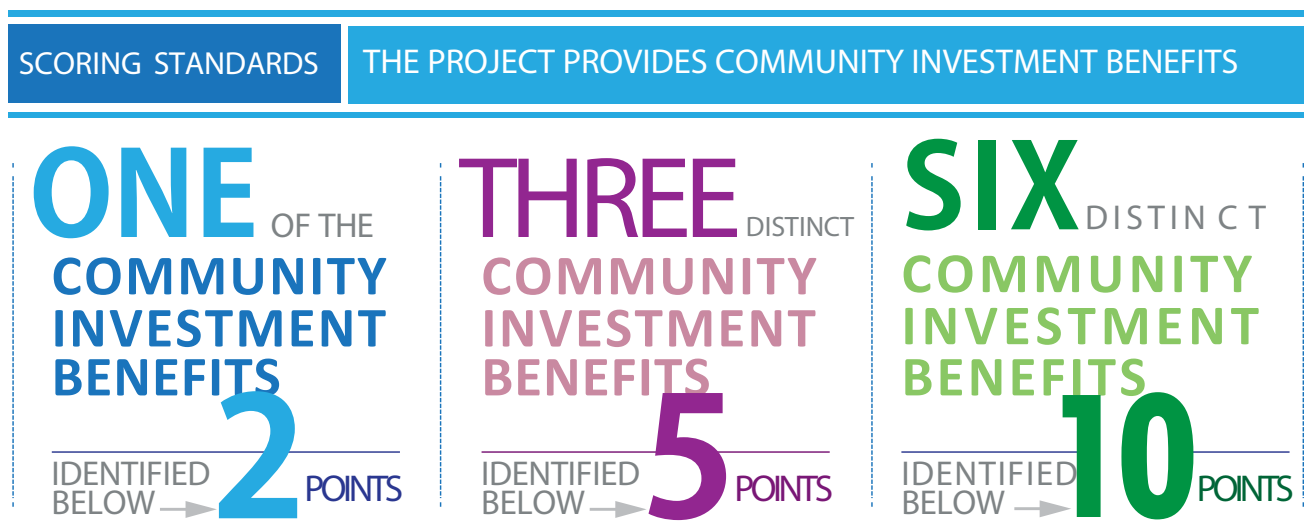 SCORING STANDARDS
THE PROJECT PROVIDES COMMUNITY INVESTMENT BENEFITS
ONE OF THE
COMMUNITY
INVESTMENT
BENEFITS
IDENTIFIED
BELOW
2 POINTS
THREE DISTINCT
COMMUNITY
INVESTMENT
BENEFITS
IDENTIFIED
BELOW
5 POINTS
SIX DISTINCT
COMMUNITY
INVESTMENT
BENEFITS
IDENTIFIED
BELOW
10 POINTS